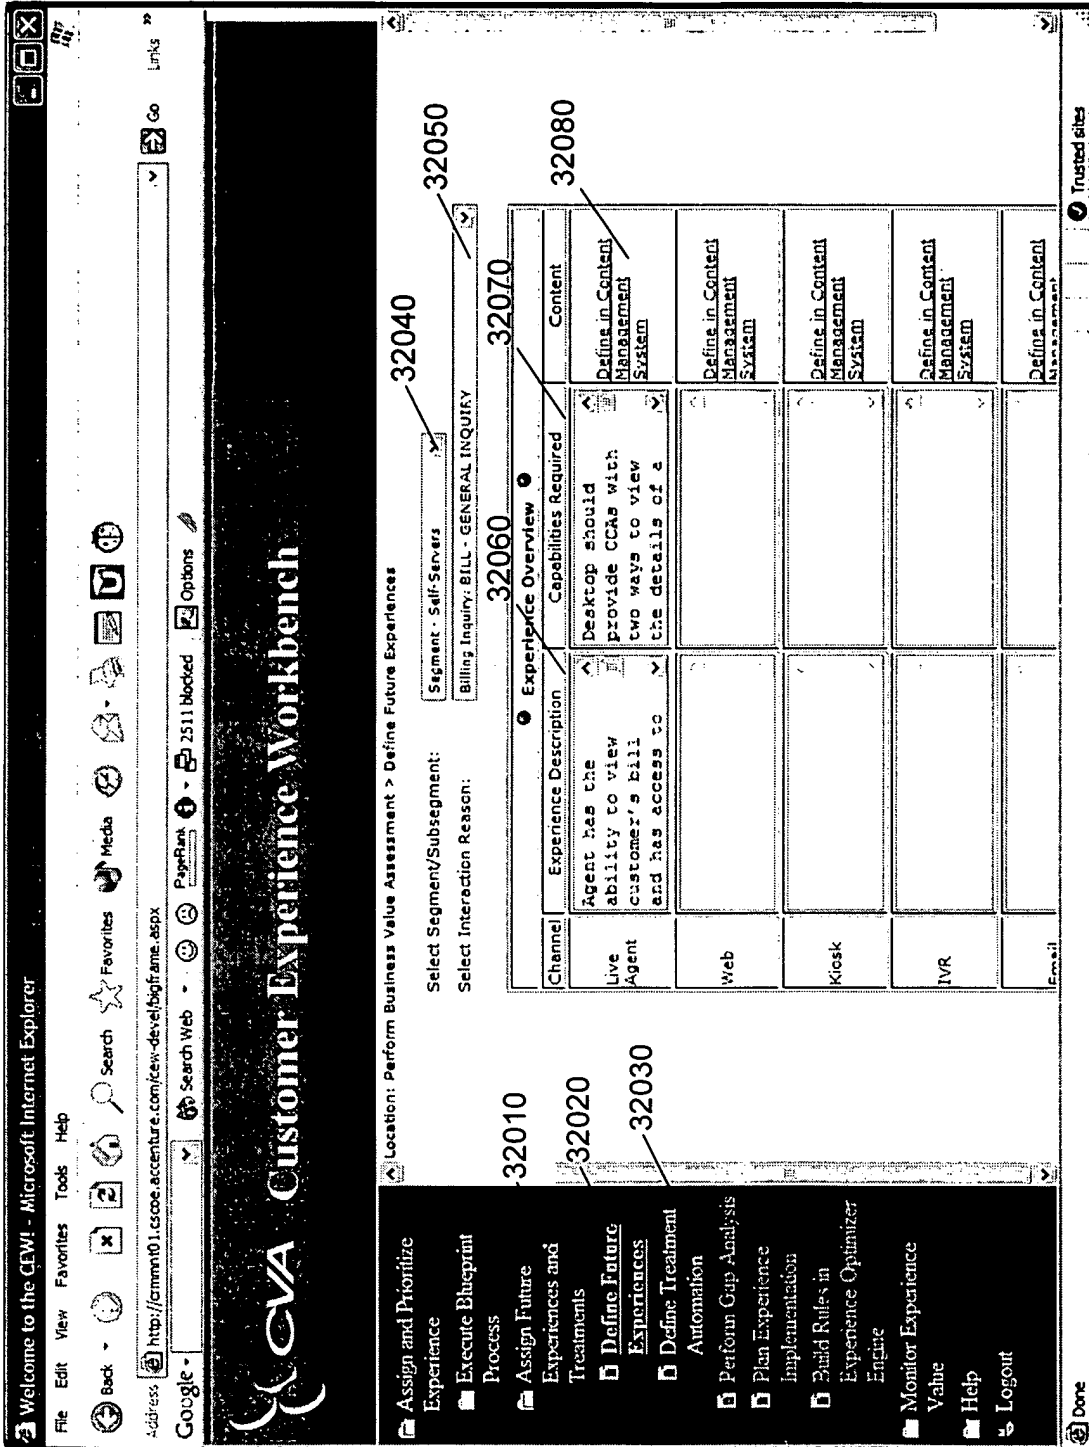 Welcome to the CEW! - Microsoft Internet Explorer
File Edit View Favorites Tools Help
Back Search Favorites Media
Address http://crmmnt01.cscoe.accenture.com/cew-devel/bigframe.aspx Go Links »
Google Search Web PageRank 2511 blocked Options
CVA Customer Experience Workbench
Location: Perform Business Value Assessment > Define Future Experiences
Assign and Prioritize
Experience
Execute Blueprint
Process
Assign Future
Experiences and
Treatments
Define Future
Experiences
Define Treatment
Automation
Perform Gap Analysis
Plan Experience
Implementation
Build Rules in
Experience Optimizer
Engine
Monitor Experience
Value
Help
Logout
32010
32020
32030
Select Segment/Subsegment: Segment - Self-Servers
32040
Select Interaction Reason: Billing Inquiry: BILL - GENERAL INQUIRY
32050
32060
32070
Experience Overview
Channel Experience Description Capabilities Required Content
32080
Live
Agent
Agent has the
ability to view
customer's bill
and has access to
Desktop should
provide CCAs with
two ways to view
the details of a
Define in Content
Management
System
Web
Define in Content
Management
System
Kiosk
Define in Content
Management
System
IVR
Define in Content
Management
System
Email
Define in Content
Management
Done Trusted sites